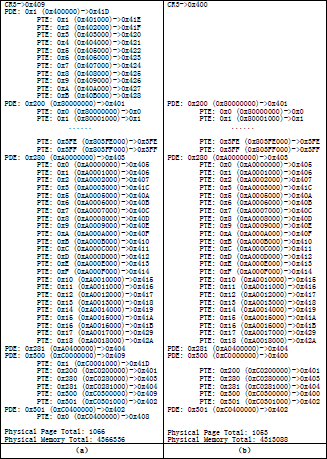 CR3->0x409
PDE: 0x1 (0x400000)->0x41D
PTE: 0x1 (0x401000)->0x41E
PTE: 0x2 (0x402000)->0x41F
PTE: 0x3 (0x403000)->0x420
PTE: 0x4 (0x404000)->0x421
PTE: 0x5 (0x405000)->0x422
PTE: 0x6 (0x406000)->0x423
PTE: 0x7 (0x407000)->0x424
PTE: 0x8 (0x408000)->0x425
PTE: 0x9 (0x409000)->0x426
PTE: 0xA (0x40A000)->0x427
PTE: 0xB (0x40B000)->0x428
PDE: 0x200 (0x80000000)->0x401
PTE: 0x0 (0x80000000)->0x0
PTE: 0x1 (0x80001000)->0x1
......
PTE: 0x3FE (0x803FE000)->0x3FE
PTE: 0x3FF (0x803FF000)->0x3FF
PDE: 0x280 (0xA0000000)->0x403
PTE: 0x0 (0xA0000000)->0x405
PTE: 0x1 (0xA0001000)->0x406
PTE: 0x2 (0xA0002000)->0x407
PTE: 0x3 (0xA0003000)->0x41C
PTE: 0x5 (0xA0005000)->0x40A
PTE: 0x6 (0xA0006000)->0x40B
PTE: 0x7 (0xA0007000)->0x40C
PTE: 0x8 (0xA0008000)->0x40D
PTE: 0x9 (0xA0009000)->0x40E
PTE: 0xA (0xA000A000)->0x40F
PTE: 0xB (0xA000B000)->0x410
PTE: 0xC (0xA000C000)->0x411
PTE: 0xD (0xA000D000)->0x412
PTE: 0xE (0xA000E000)->0x413
PTE: 0xF (0xA000F000)->0x414
PTE: 0x10 (0xA0010000)->0x415
PTE: 0x11 (0xA0011000)->0x416
PTE: 0x12 (0xA0012000)->0x417
PTE: 0x13 (0xA0013000)->0x418
PTE: 0x14 (0xA0014000)->0x419
PTE: 0x15 (0xA0015000)->0x41A
PTE: 0x16 (0xA0016000)->0x41B
PTE: 0x17 (0xA0017000)->0x429
PTE: 0x18 (0xA0018000)->0x42A
PDE: 0x281 (0xA0400000)->0x404
PDE: 0x300 (0xC0000000)->0x409
PTE: 0x1 (0xC0001000)->0x41D
PTE: 0x200 (0xC0200000)->0x401
PTE: 0x280 (0xC0280000)->0x403
PTE: 0x281 (0xC0281000)->0x404
PTE: 0x300 (0xC0300000)->0x409
PTE: 0x301 (0xC0301000)->0x402
PDE: 0x301 (0xC0400000)->0x402
PTE: 0x0 (0xC0400000)->0x408
Physical Page Total: 1066
Physical Memory Total: 4366336
(a)
CR3->0x400
PDE: 0x200 (0x80000000)->0x401
PTE: 0x0 (0x80000000)->0x0
PTE: 0x1 (0x80001000)->0x1
......
PTE: 0x3FE (0x803FE000)->0x3FE
PTE: 0x3FF (0x803FF000)->0x3FF
PDE: 0x280 (0xA0000000)->0x403
PTE: 0x0 (0xA0000000)->0x405
PTE: 0x1 (0xA0001000)->0x406
PTE: 0x2 (0xA0002000)->0x407
PTE: 0x3 (0xA0003000)->0x41C
PTE: 0x5 (0xA0005000)->0x40A
PTE: 0x6 (0xA0006000)->0x40B
PTE: 0x7 (0xA0007000)->0x40C
PTE: 0x8 (0xA0008000)->0x40D
PTE: 0x9 (0xA0009000)->0x40E
PTE: 0xA (0xA000A000)->0x40F
PTE: 0xB (0xA000B000)->0x410
PTE: 0xC (0xA000C000)->0x411
PTE: 0xD (0xA000D000)->0x412
PTE: 0xE (0xA000E000)->0x413
PTE: 0xF (0xA000F000)->0x414
PTE: 0x10 (0xA0010000)->0x415
PTE: 0x11 (0xA0011000)->0x416
PTE: 0x12 (0xA0012000)->0x417
PTE: 0x13 (0xA0013000)->0x418
PTE: 0x14 (0xA0014000)->0x419
PTE: 0x15 (0xA0015000)->0x41A
PTE: 0x16 (0xA0016000)->0x41B
PTE: 0x17 (0xA0017000)->0x429
PTE: 0x18 (0xA0018000)->0x42A
PDE: 0x281 (0xA0400000)->0x404
PDE: 0x300 (0xC0000000)->0x400
PTE: 0x200 (0xC0200000)->0x401
PTE: 0x280 (0xC0280000)->0x403
PTE: 0x281 (0xC0281000)->0x404
PTE: 0x300 (0xC0300000)->0x400
PTE: 0x301 (0xC0301000)->0x402
PDE: 0x301 (0xC0400000)->0x402
Physical Page Total: 1053
Physical Memory Total: 4313088
(b)